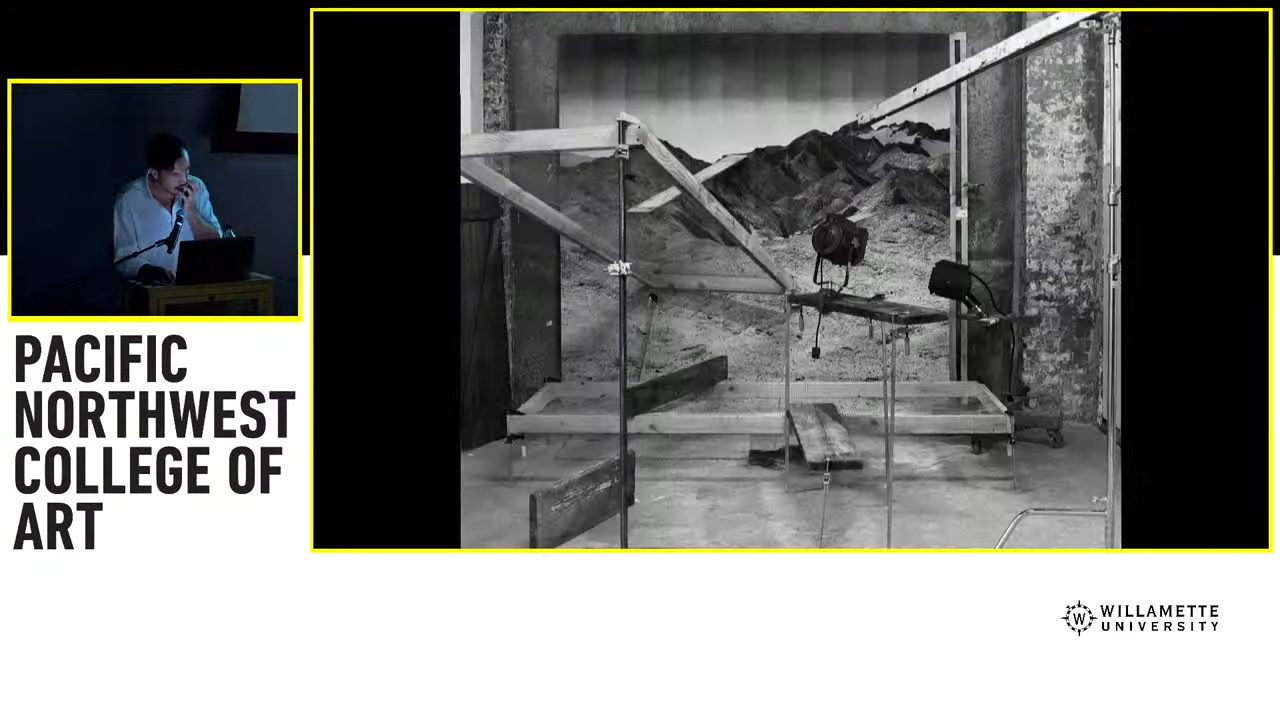 PACIFIC
NORTHWEST
COLLEGE OF
ART
W
WILLAMETTE
UNIVERSITY